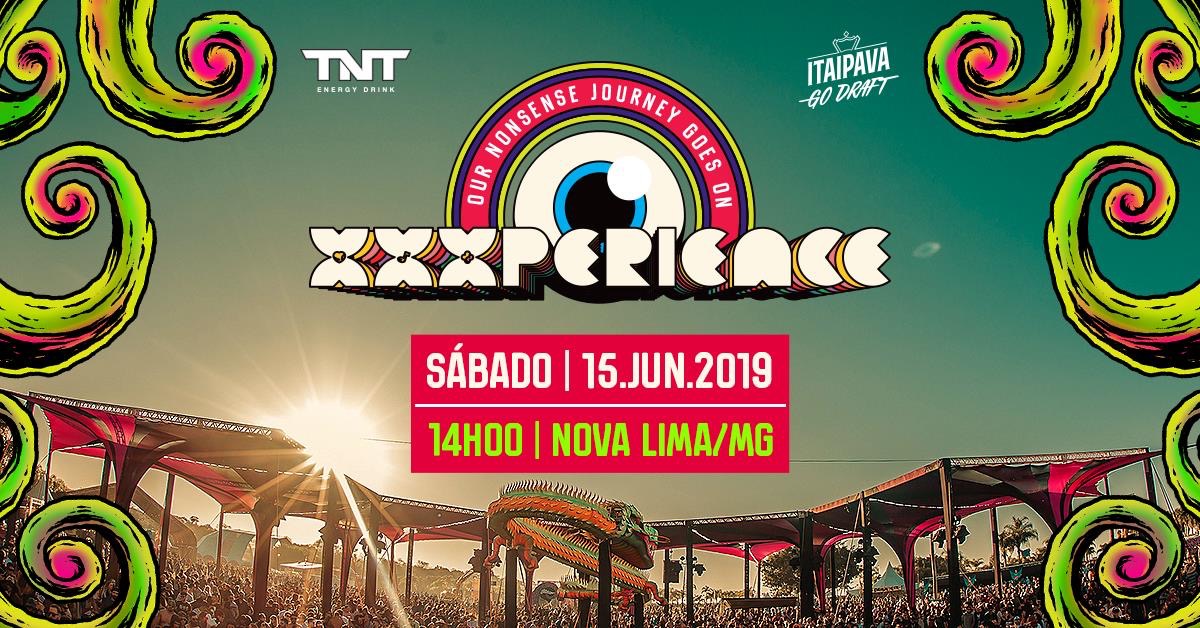 TNT
ENERGY DRINK
ITAIPAVA
GO DRAFT
OUR NONSENSE JOURNEY GOES ON
XXXPERIENCE
SÁBADO | 15.JUN.2019
14H00 | NOVA LIMA/MG